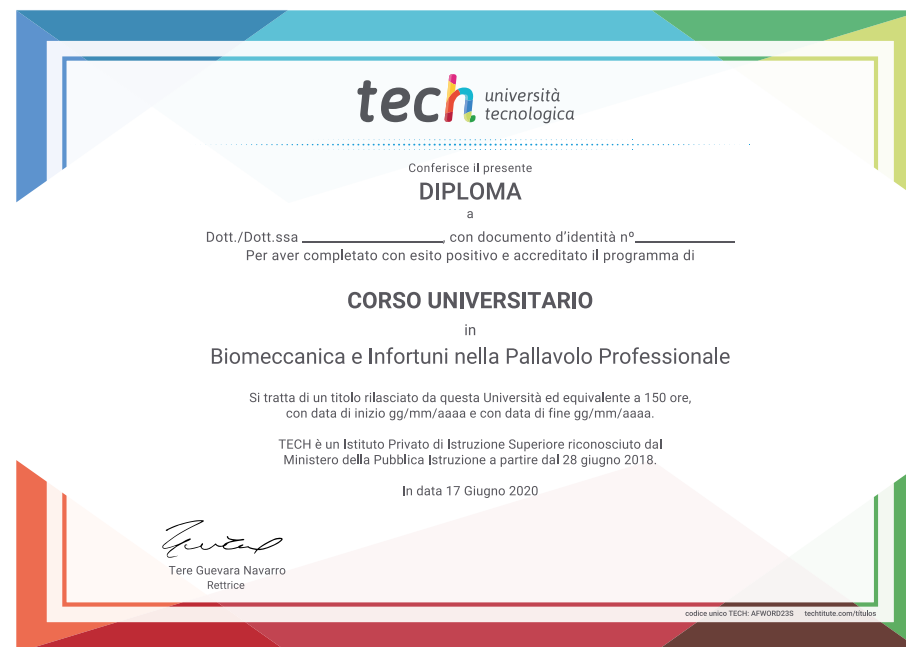 tech università
tecnologica
Conferisce il presente
DIPLOMA
a
Dott./Dott.ssa ____________________, con documento d'identità nº______________
Per aver completato con esito positivo e accreditato il programma di
CORSO UNIVERSITARIO
in
Biomeccanica e Infortuni nella Pallavolo Professionale
Si tratta di un titolo rilasciato da questa Università ed equivalente a 150 ore,
con data di inizio gg/mm/aaaa e con data di fine gg/mm/aaaa.
TECH è un Istituto Privato di Istruzione Superiore riconosciuto dal
Ministero della Pubblica Istruzione a partire dal 28 giugno 2018.
In data 17 Giugno 2020
Tere Guevara Navarro
Rettrice
codice unico TECH: AFWORD23S techtitute.com/títulos